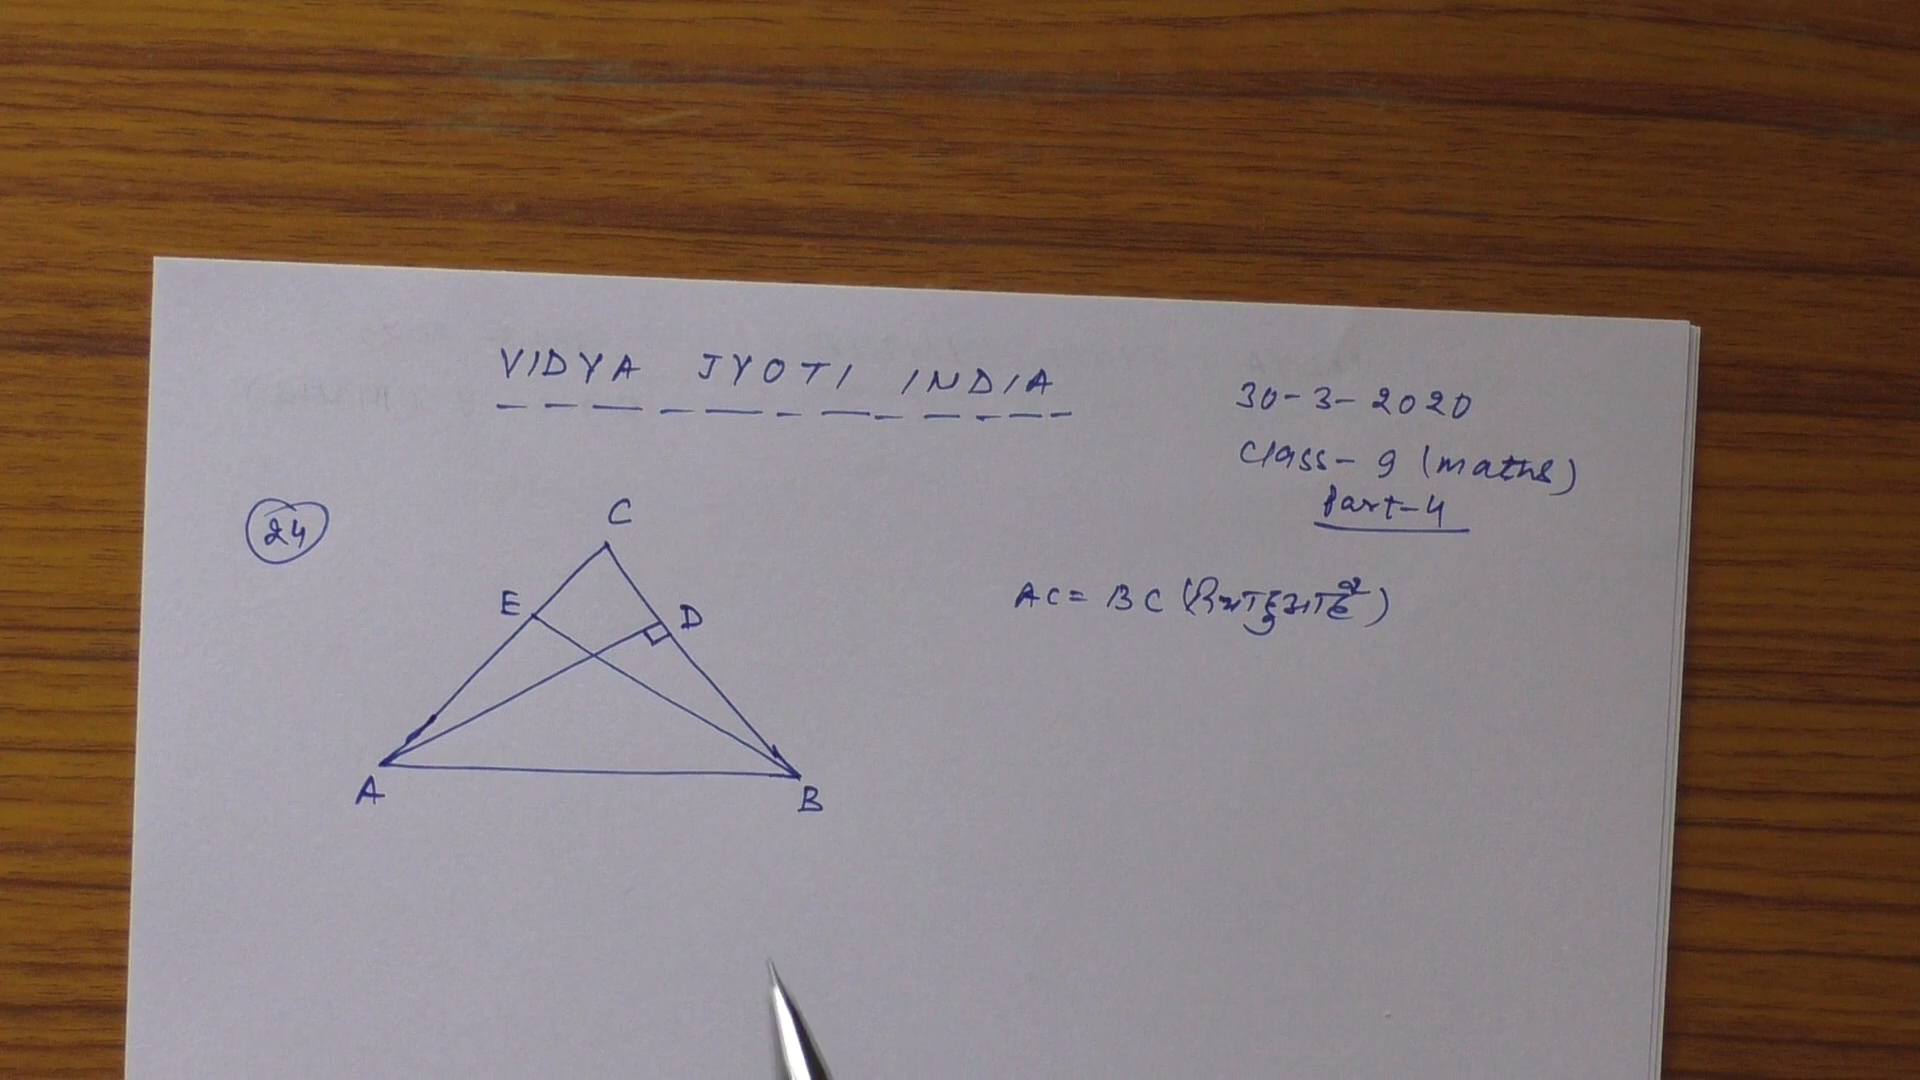 VIDYA JYOTI INDIA
30-3-2020
Class-9 (maths)
Part-4
24
C
E
D
A
B
AC = BC (दिया हुआ है)